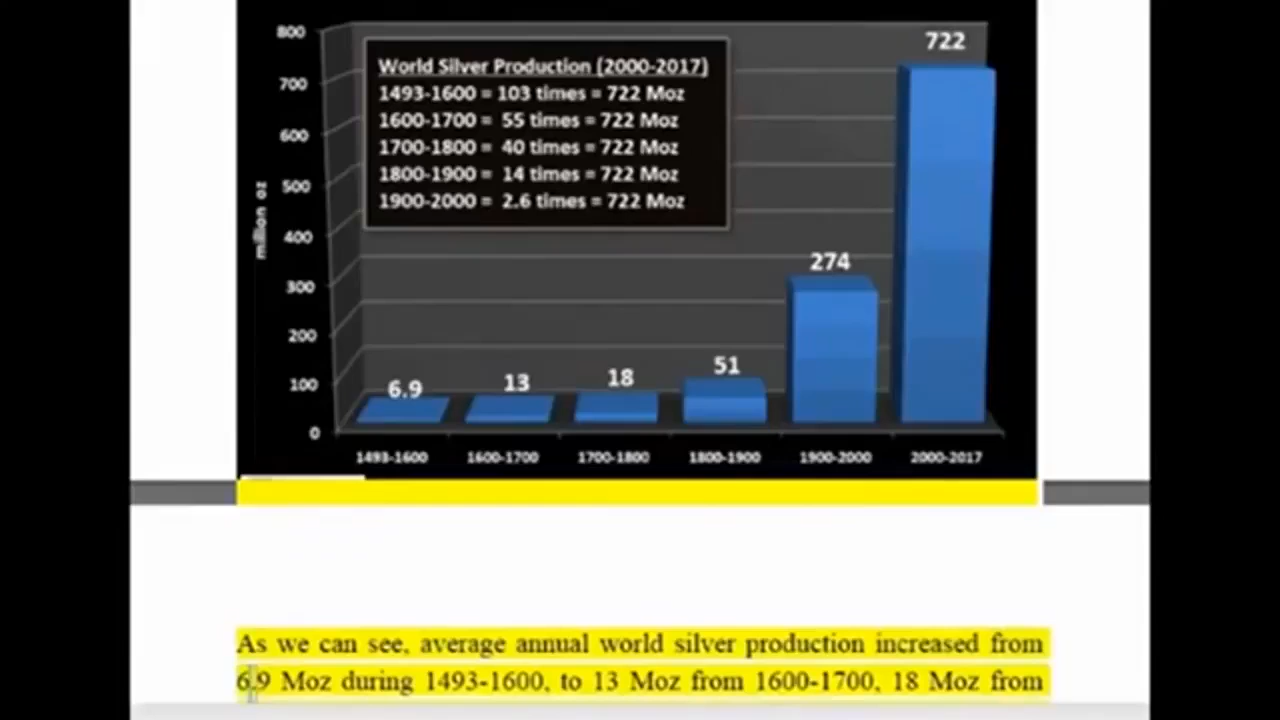 800
722
World Silver Production (2000-2017)
700
1493-1600 = 103 times = 722 Moz
1600-1700 = 55 times = 722 Moz
600
1700-1800 = 40 times = 722 Moz
1800-1900 = 14 times = 722 Moz
500
1900-2000 = 2.6 times = 722 Moz
million oz
400
274
300
200
51
18
13
6.9
100
0
1493-1600 1600-1700 1700-1800 1800-1900 1900-2000 2000-2017
As we can see, average annual world silver production increased from
6.9 Moz during 1493-1600, to 13 Moz from 1600-1700, 18 Moz from